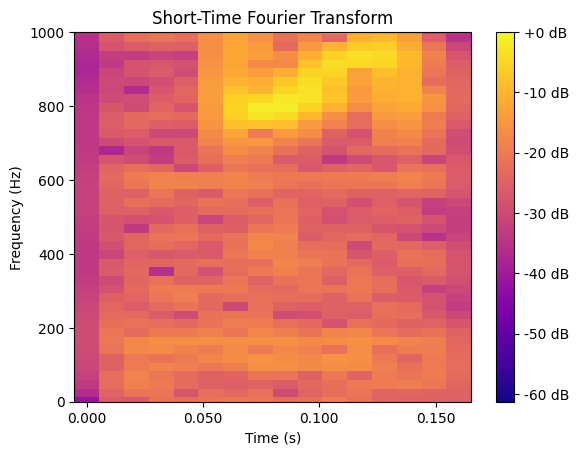 Short-Time Fourier Transform
1000
800
600
400
200
0
Frequency (Hz)
0.000
0.050
0.100
0.150
Time (s)
+0 dB
-10 dB
-20 dB
-30 dB
-40 dB
-50 dB
-60 dB